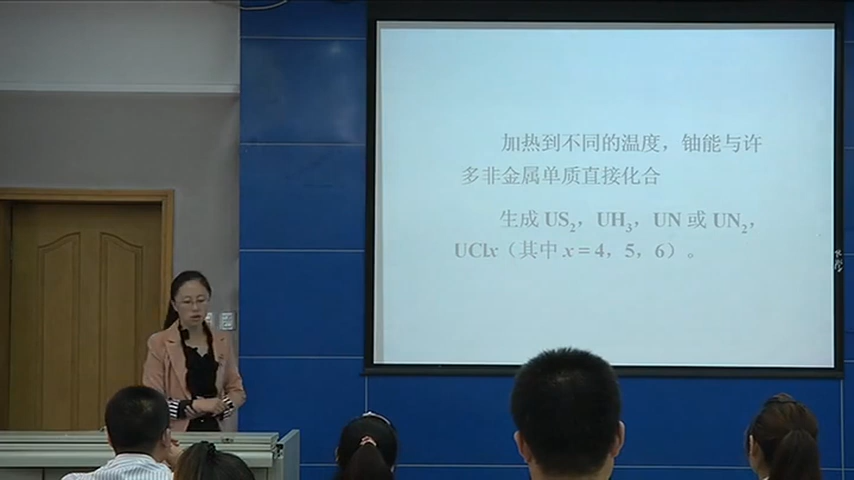 加热到不同的温度，铀能与许
多非金属单质直接化合
生成 US₂，UH₃，UN 或 UN₂，
UClx（其中 x = 4，5，6）。